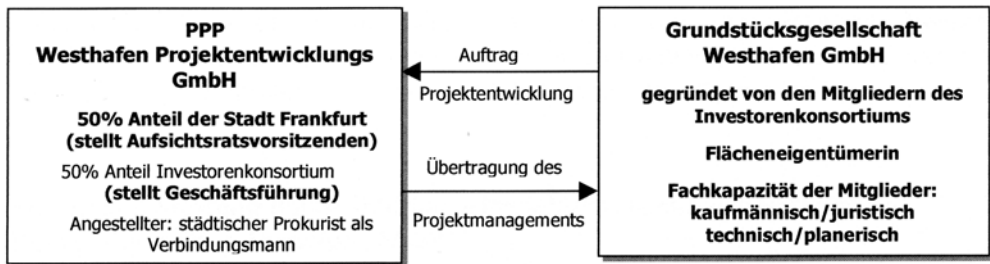 PPP
Westhafen Projektentwicklungs
GmbH
50% Anteil der Stadt Frankfurt
(stellt Aufsichtsratsvorsitzenden)
50% Anteil Investorenkonsortium
(stellt Geschäftsführung)
Angestellter: städtischer Prokurist als
Verbindungsmann
Auftrag
Projektentwicklung
Übertragung des
Projektmanagements
Grundstücksgesellschaft
Westhafen GmbH
gegründet von den Mitgliedern des
Investorenkonsortiums
Flächeneigentümerin
Fachkapazität der Mitglieder:
kaufmännisch/juristisch
technisch/planerisch